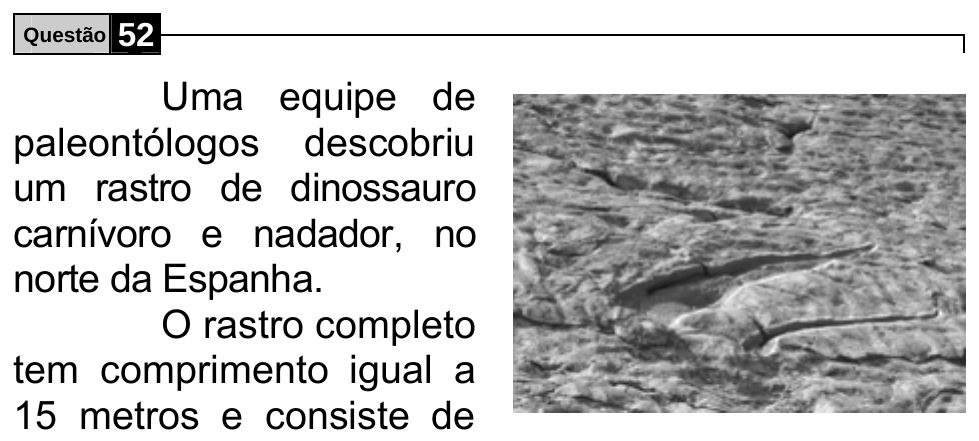 Questão 52
Uma equipe de
paleontólogos descobriu
um rastro de dinossauro
carnívoro e nadador, no
norte da Espanha.
O rastro completo
tem comprimento igual a
15 metros e consiste de